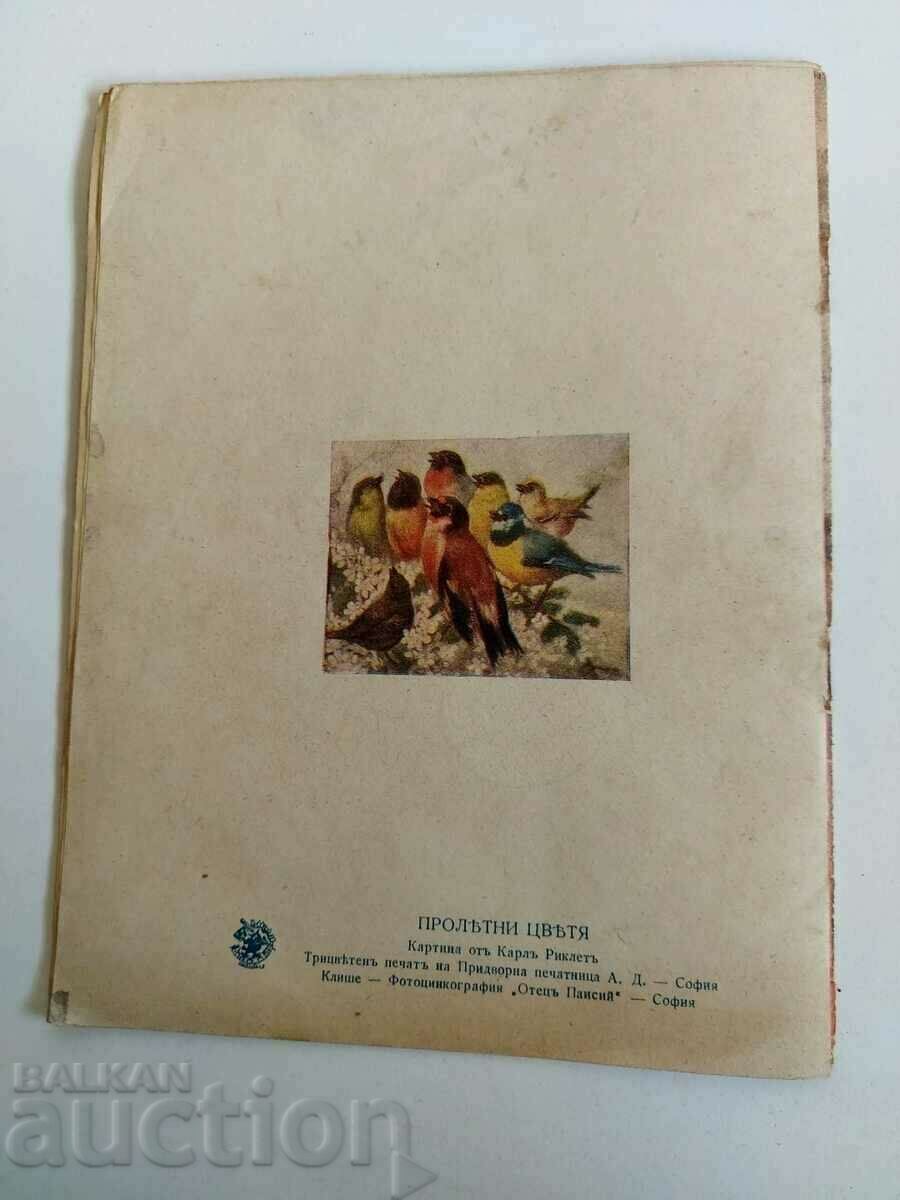 ПРОЛѢТНИ ЦВѢТЯ
Картина отъ Карлъ Риклетъ
Трицвѣтенъ печатъ на Придворна печатница А. Д. — София
Клише — Фотоцинкография „Отецъ Паисий“ — София
BALKAN
auction